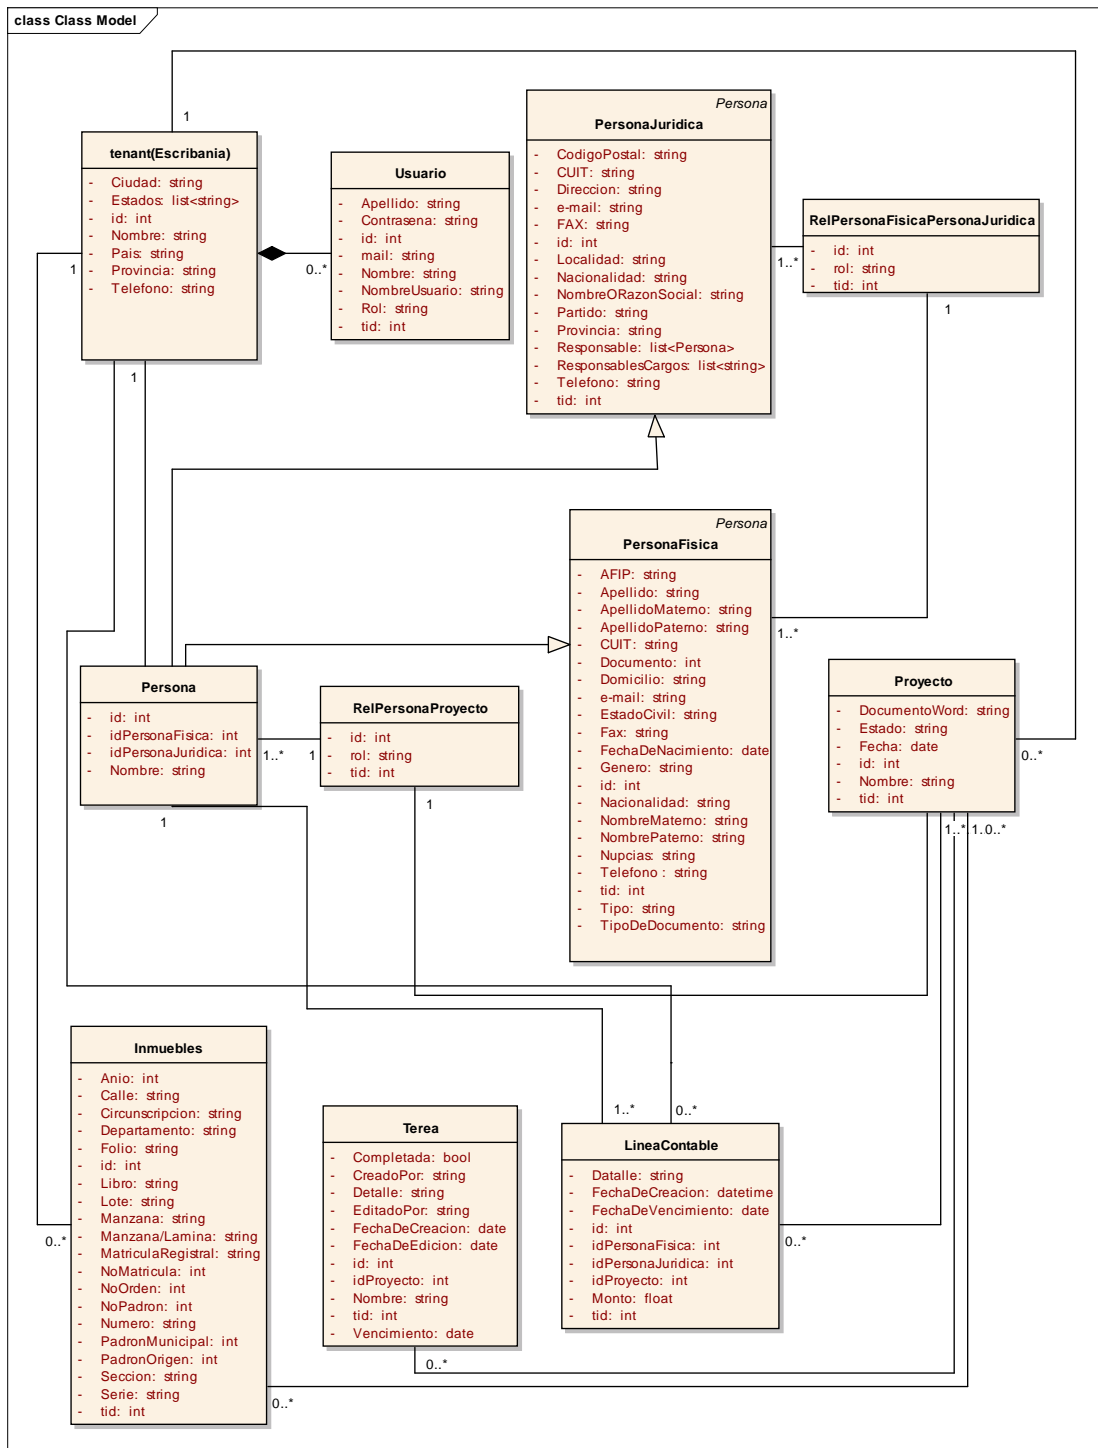 class Class Model
1
tenant(Escribania)
- Ciudad: string
- Estados: list<string>
- id: int
- Nombre: string
- Pais: string
- Provincia: string
- Telefono: string
1
1
Usuario
- Apellido: string
- Contrasena: string
- id: int
- mail: string
- Nombre: string
- NombreUsuario: string
- Rol: string
- tid: int
0..*
Persona
PersonaJuridica
- CodigoPostal: string
- CUIT: string
- Direccion: string
- e-mail: string
- FAX: string
- id: int
- Localidad: string
- Nacionalidad: string
- NombreORazonSocial: string
- Partido: string
- Provincia: string
- Responsable: list<Persona>
- ResponsablesCargos: list<string>
- Telefono: string
- tid: int
1..*
RelPersonaFisicaPersonaJuridica
- id: int
- rol: string
- tid: int
1
Persona
PersonaFisica
- AFIP: string
- Apellido: string
- ApellidoMaterno: string
- ApellidoPaterno: string
- CUIT: string
- Documento: int
- Domicilio: string
- e-mail: string
- EstadoCivil: string
- Fax: string
- FechaDeNacimiento: date
- Genero: string
- id: int
- Nacionalidad: string
- NombreMaterno: string
- NombrePaterno: string
- Nupcias: string
- Telefono : string
- tid: int
- Tipo: string
- TipoDeDocumento: string
1..*
Persona
- id: int
- idPersonaFisica: int
- idPersonaJuridica: int
- Nombre: string
1..*
1
1
RelPersonaProyecto
- id: int
- rol: string
- tid: int
1
Proyecto
- DocumentoWord: string
- Estado: string
- Fecha: date
- id: int
- Nombre: string
- tid: int
0..*
1..*
1..
0..*
Inmuebles
- Anio: int
- Calle: string
- Circunscripcion: string
- Departamento: string
- Folio: string
- id: int
- Libro: string
- Lote: string
- Manzana: string
- Manzana/Lamina: string
- MatriculaRegistral: string
- NoMatricula: int
- NoOrden: int
- NoPadron: int
- Numero: string
- PadronMunicipal: int
- PadronOrigen: int
- Seccion: string
- Serie: string
- tid: int
0..*
0..*
Terea
- Completada: bool
- CreadoPor: string
- Detalle: string
- EditadoPor: string
- FechaDeCreacion: date
- FechaDeEdicion: date
- id: int
- idProyecto: int
- Nombre: string
- tid: int
- Vencimiento: date
0..*
1..*
0..*
LineaContable
- Datalle: string
- FechaDeCreacion: datetime
- FechaDeVencimiento: date
- id: int
- idPersonaFisica: int
- idPersonaJuridica: int
- idProyecto: int
- Monto: float
- tid: int
0..*